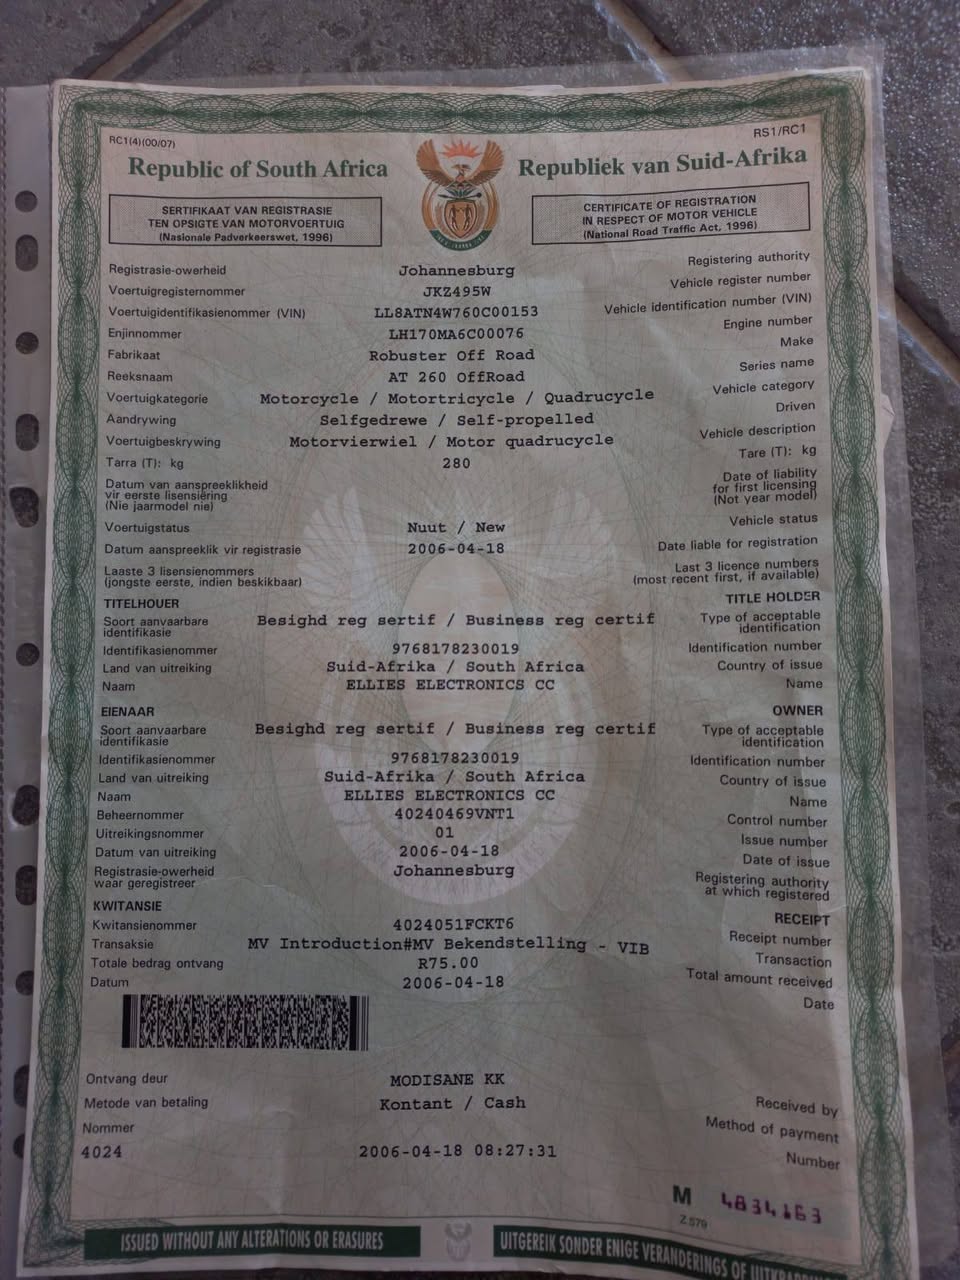 RC1(4)(00/07)
RS1/RC1
Republic of South Africa
Republiek van Suid-Afrika
SERTIFIKAAT VAN REGISTRASIE
TEN OPSIGTE VAN MOTORVOERTUIG
(Nasionale Padverkeerswet, 1996)
CERTIFICATE OF REGISTRATION
IN RESPECT OF MOTOR VEHICLE
(National Road Traffic Act, 1996)
Registrasie-owerheid Johannesburg Registering authority
Voertuigregisternommer JKZ495W Vehicle register number
Voertuigidentifikasienommer (VIN) LL8ATN4W760C00153 Vehicle identification number (VIN)
Enjinnommer LH170MA6C00076 Engine number
Fabrikaat Robuster Off Road Make
Reeksnaam AT 260 OffRoad Series name
Voertuigkategorie Motorcycle / Motortricycle / Quadrucycle Vehicle category
Aandrywing Selfgedrewe / Self-propelled Driven
Voertuigbeskrywing Motorvierwiel / Motor quadrucycle Vehicle description
Tarra (T): kg 280 Tare (T): kg
Datum van aanspreeklikheid
vir eerste lisensiëring
(Nie jaarmodel nie)
Date of liability
for first licensing
(Not year model)
Voertuigstatus Nuut / New Vehicle status
Datum aanspreeklik vir registrasie 2006-04-18 Date liable for registration
Laaste 3 lisensienommers
(jongste eerste, indien beskikbaar)
Last 3 licence numbers
(most recent first, if available)
TITELHOUER TITLE HOLDER
Soort aanvaarbare
identifikasie
Besighd reg sertif / Business reg certif
Type of acceptable
identification
Identifikasienommer 9768178230019 Identification number
Land van uitreiking Suid-Afrika / South Africa Country of issue
Naam ELLIES ELECTRONICS CC Name
EIENAAR OWNER
Soort aanvaarbare
identifikasie
Besighd reg sertif / Business reg certif
Type of acceptable
identification
Identifikasienommer 9768178230019 Identification number
Land van uitreiking Suid-Afrika / South Africa Country of issue
Naam ELLIES ELECTRONICS CC Name
Beheernommer 40240469VNT1 Control number
Uitreikingsnommer 01 Issue number
Datum van uitreiking 2006-04-18 Date of issue
Registrasie-owerheid
waar geregistreer
Johannesburg
Registering authority
at which registered
KWITANSIE RECEIPT
Kwitansienommer 4024051FCKT6 Receipt number
Transaksie MV Introduction#MV Bekendstelling - VIB Transaction
Totale bedrag ontvang R75.00 Total amount received
Datum 2006-04-18 Date
Ontvang deur MODISANE KK Received by
Metode van betaling Kontant / Cash Method of payment
Nommer Number
4024 2006-04-18 08:27:31
M 4834163
Z.579
ISSUED WITHOUT ANY ALTERATIONS OR ERASURES
UITGEREIK SONDER ENIGE VERANDERINGS OF